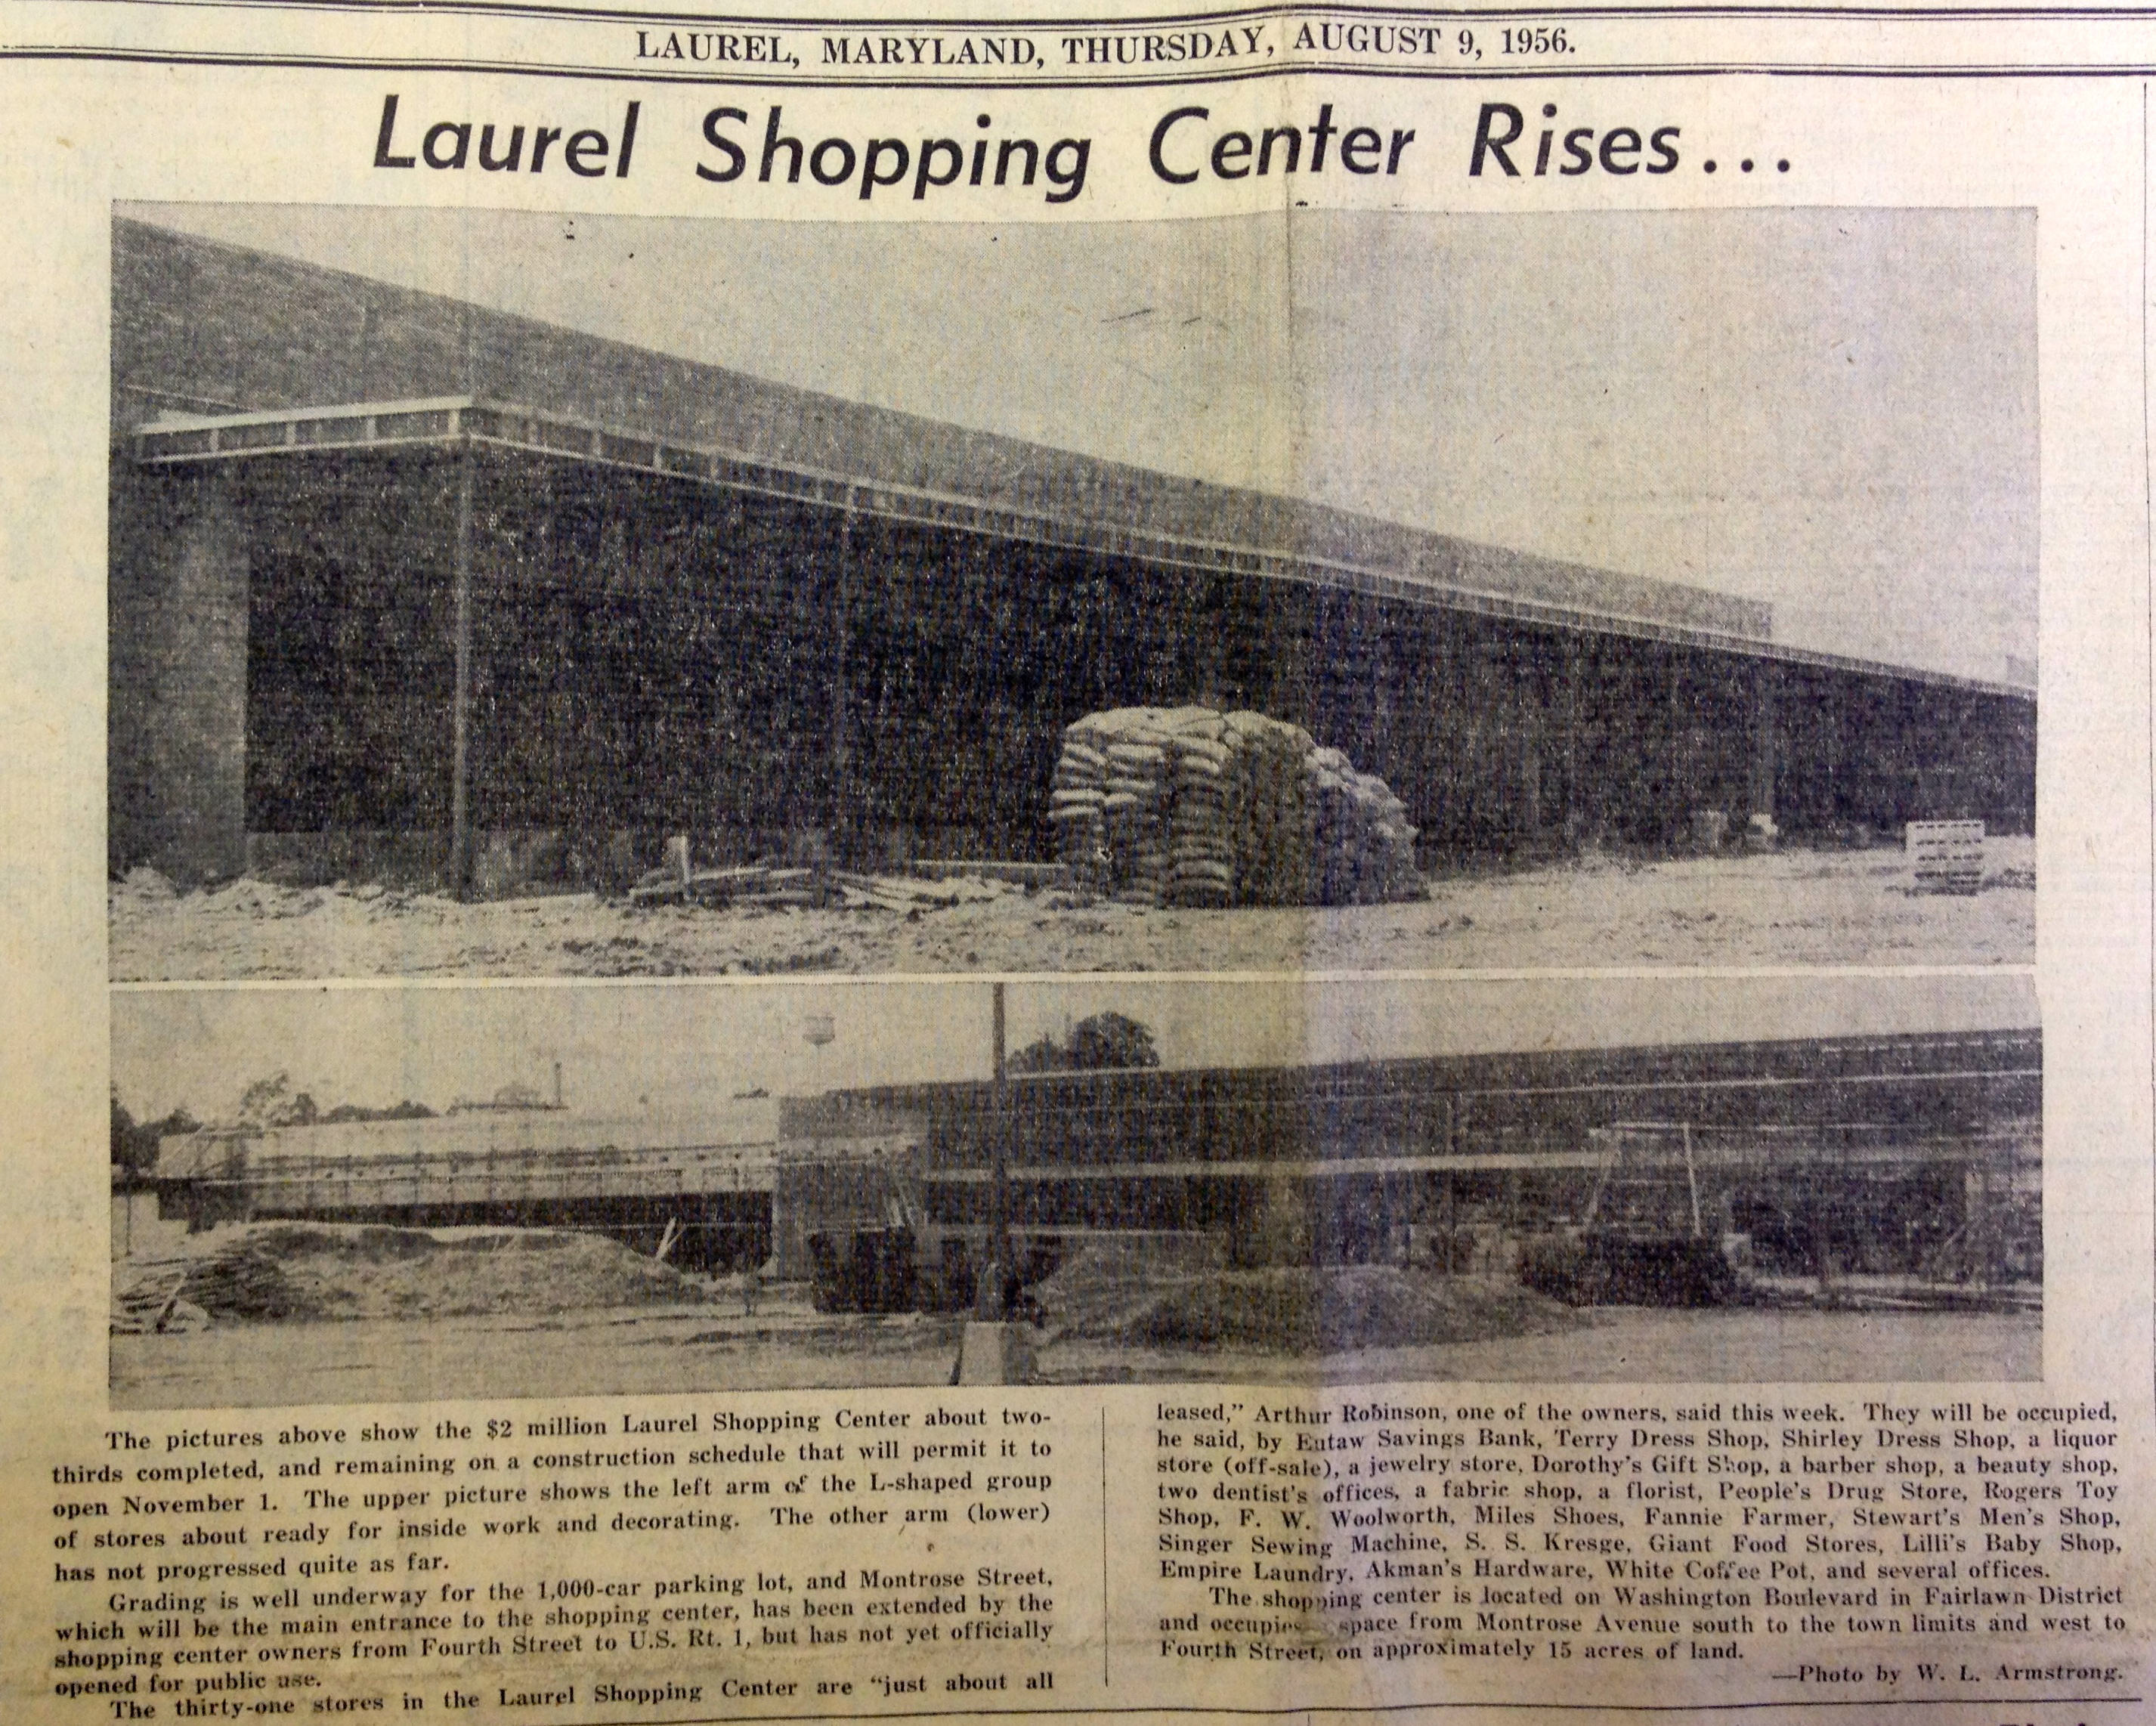 LAUREL, MARYLAND, THURSDAY, AUGUST 9, 1956.
Laurel Shopping Center Rises...
The pictures above show the $2 million Laurel Shopping Center about two-
thirds completed, and remaining on a construction schedule that will permit it to
open November 1. The upper picture shows the left arm of the L-shaped group
of stores about ready for inside work and decorating. The other arm (lower)
has not progressed quite as far.
Grading is well underway for the 1,000-car parking lot, and Montrose Street,
which will be the main entrance to the shopping center, has been extended by the
shopping center owners from Fourth Street to U.S. Rt. 1, but has not yet officially
opened for public use.
The thirty-one stores in the Laurel Shopping Center are "just about all
leased," Arthur Robinson, one of the owners, said this week. They will be occupied,
he said, by Eutaw Savings Bank, Terry Dress Shop, Shirley Dress Shop, a liquor
store (off-sale), a jewelry store, Dorothy's Gift Shop, a barber shop, a beauty shop,
two dentist's offices, a fabric shop, a florist, People's Drug Store, Rogers Toy
Shop, F. W. Woolworth, Miles Shoes, Fannie Farmer, Stewart's Men's Shop,
Singer Sewing Machine, S. S. Kresge, Giant Food Stores, Lilli's Baby Shop,
Empire Laundry, Akman's Hardware, White Coffee Pot, and several offices.
The shopping center is located on Washington Boulevard in Fairlawn District
and occupies space from Montrose Avenue south to the town limits and west to
Fourth Street, on approximately 15 acres of land.
—Photo by W. L. Armstrong.